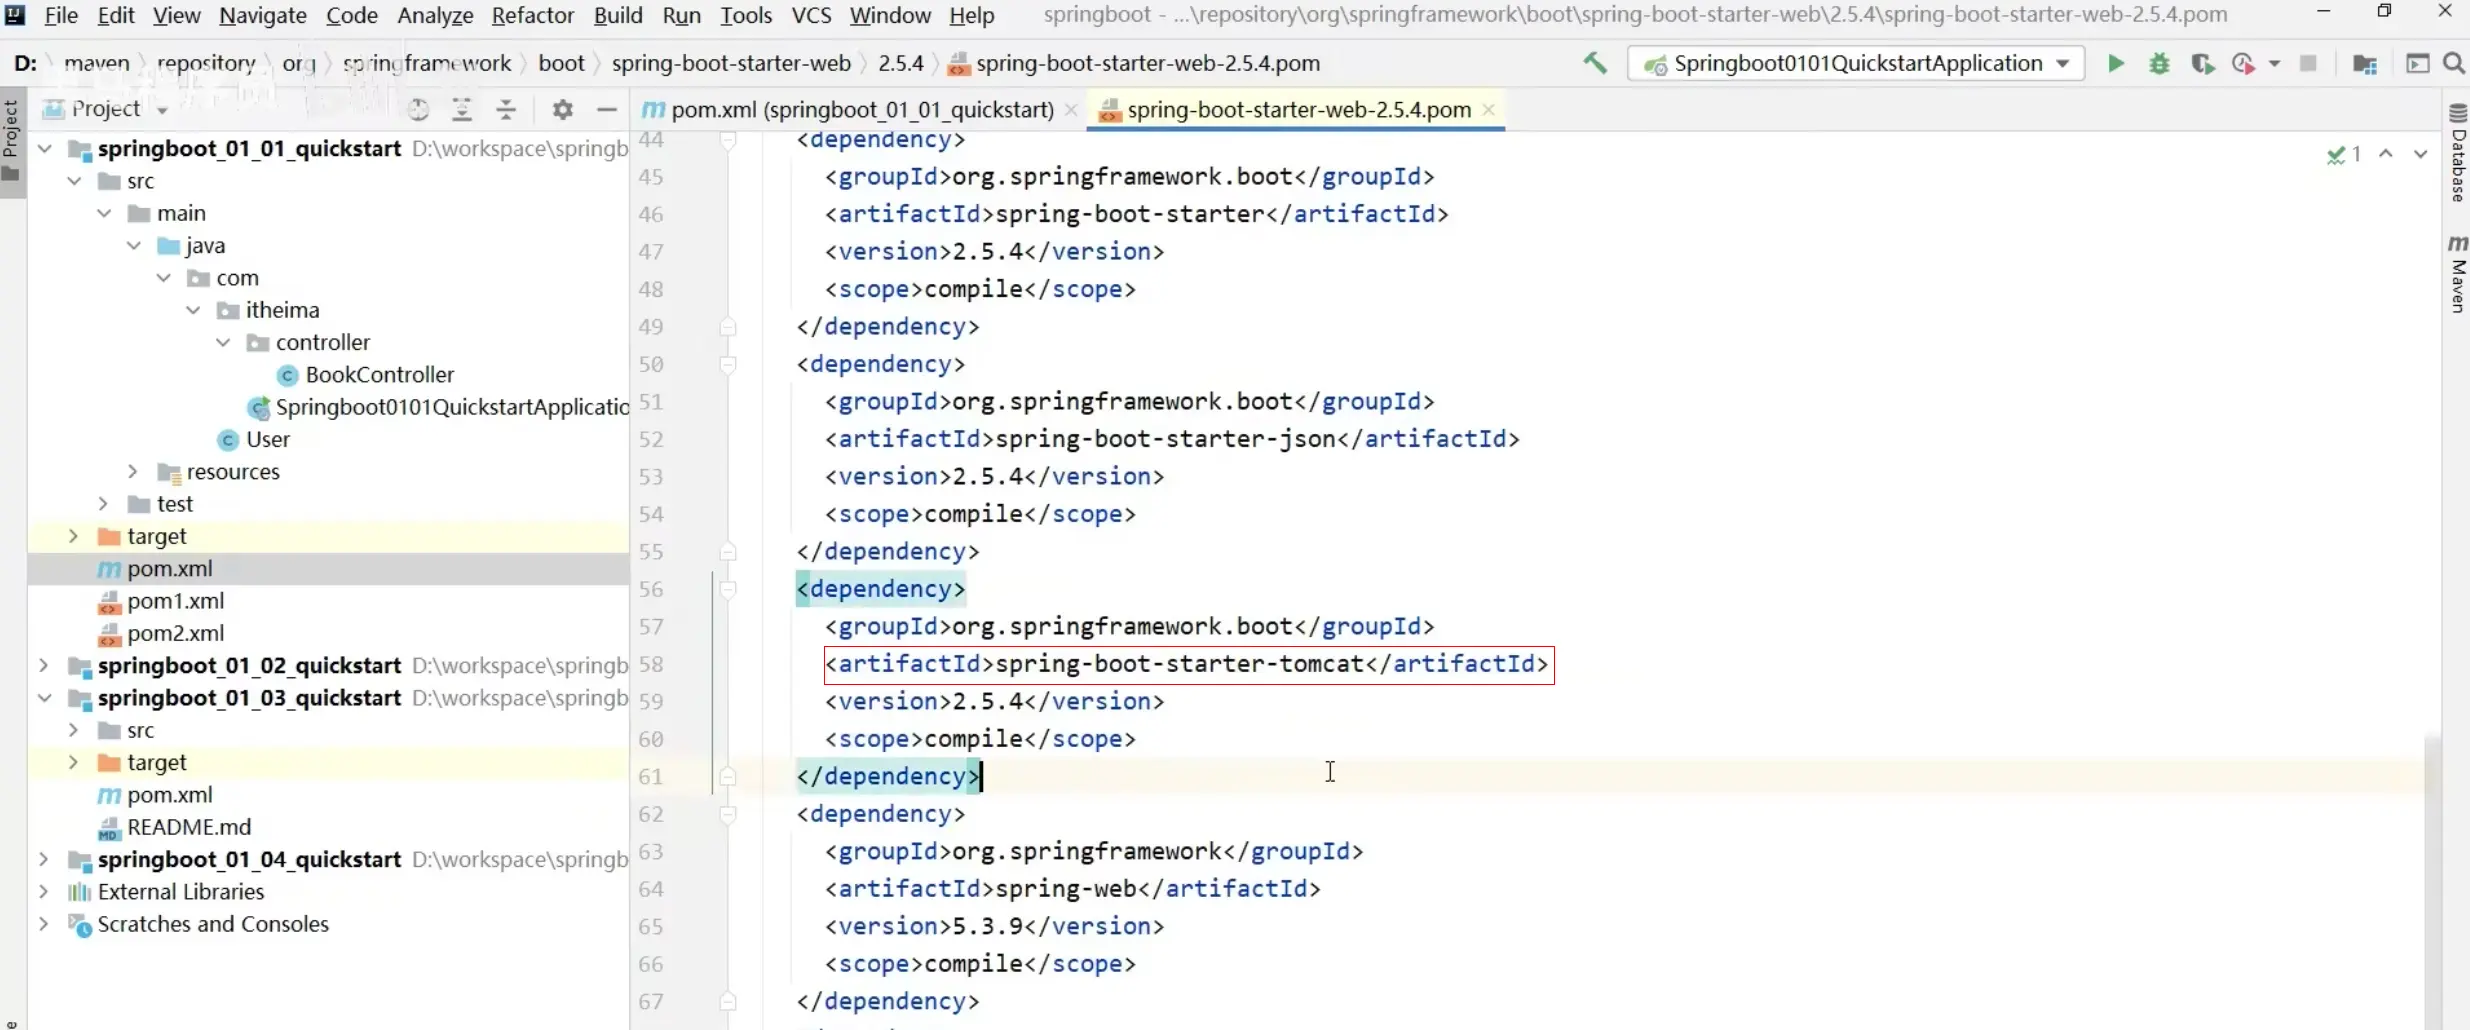 File Edit View Navigate Code Analyze Refactor Build Run Tools VCS Window Help springboot - ...\repository\org\springframework\boot\spring-boot-starter-web\2.5.4\spring-boot-starter-web-2.5.4.pom
D: maven repository org springframework boot spring-boot-starter-web 2.5.4 spring-boot-starter-web-2.5.4.pom Springboot0101QuickstartApplication
Project
Project
pom.xml (springboot_01_01_quickstart) spring-boot-starter-web-2.5.4.pom
springboot_01_01_quickstart D:\workspace\springb
src
main
java
com
itheima
controller
BookController
Springboot0101QuickstartApplicatio
User
resources
test
target
pom.xml
pom1.xml
pom2.xml
springboot_01_02_quickstart D:\workspace\springb
springboot_01_03_quickstart D:\workspace\springb
src
target
pom.xml
README.md
springboot_01_04_quickstart D:\workspace\springb
External Libraries
Scratches and Consoles
44 <dependency>
45 <groupId>org.springframework.boot</groupId>
46 <artifactId>spring-boot-starter</artifactId>
47 <version>2.5.4</version>
48 <scope>compile</scope>
49 </dependency>
50 <dependency>
51 <groupId>org.springframework.boot</groupId>
52 <artifactId>spring-boot-starter-json</artifactId>
53 <version>2.5.4</version>
54 <scope>compile</scope>
55 </dependency>
56 <dependency>
57 <groupId>org.springframework.boot</groupId>
58 <artifactId>spring-boot-starter-tomcat</artifactId>
59 <version>2.5.4</version>
60 <scope>compile</scope>
61 </dependency>
62 <dependency>
63 <groupId>org.springframework</groupId>
64 <artifactId>spring-web</artifactId>
65 <version>5.3.9</version>
66 <scope>compile</scope>
67 </dependency>
1
Database
Maven